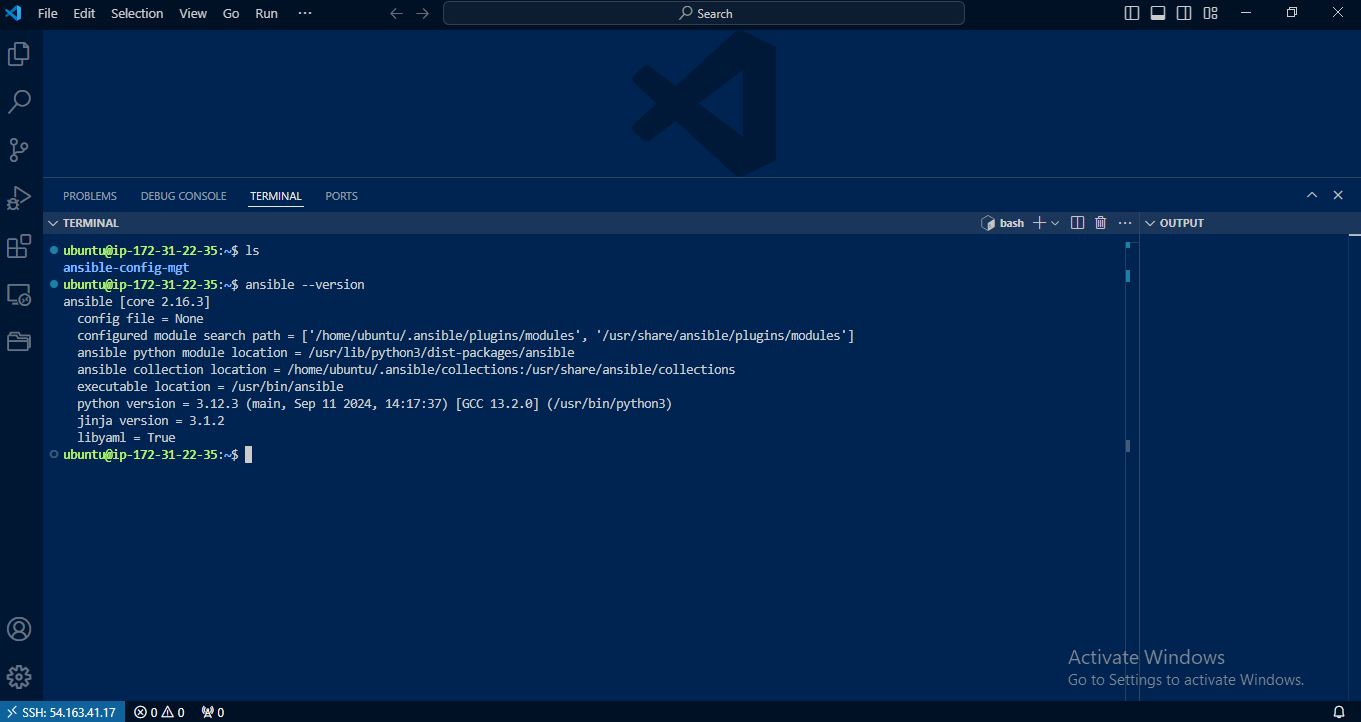 File Edit Selection View Go Run ···
Search
PROBLEMS DEBUG CONSOLE TERMINAL PORTS
TERMINAL
bash
OUTPUT
ubuntu@ip-172-31-22-35:~$ ls
ansible-config-mgt
ubuntu@ip-172-31-22-35:~$ ansible --version
ansible [core 2.16.3]
config file = None
configured module search path = ['/home/ubuntu/.ansible/plugins/modules', '/usr/share/ansible/plugins/modules']
ansible python module location = /usr/lib/python3/dist-packages/ansible
ansible collection location = /home/ubuntu/.ansible/collections:/usr/share/ansible/collections
executable location = /usr/bin/ansible
python version = 3.12.3 (main, Sep 11 2024, 14:17:37) [GCC 13.2.0] (/usr/bin/python3)
jinja version = 3.1.2
libyaml = True
ubuntu@ip-172-31-22-35:~$
Activate Windows
Go to Settings to activate Windows.
SSH: 54.163.41.17 0 0 0